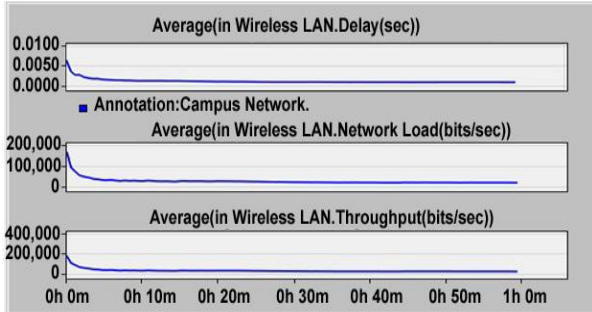 Average(in Wireless LAN.Delay(sec))
0.0100
0.0050
0.0000
Annotation:Campus Network.
Average(in Wireless LAN.Network Load(bits/sec))
200,000
100,000
0
Average(in Wireless LAN.Throughput(bits/sec))
400,000
200,000
0
0h 0m 0h 10m 0h 20m 0h 30m 0h 40m 0h 50m 1h 0m